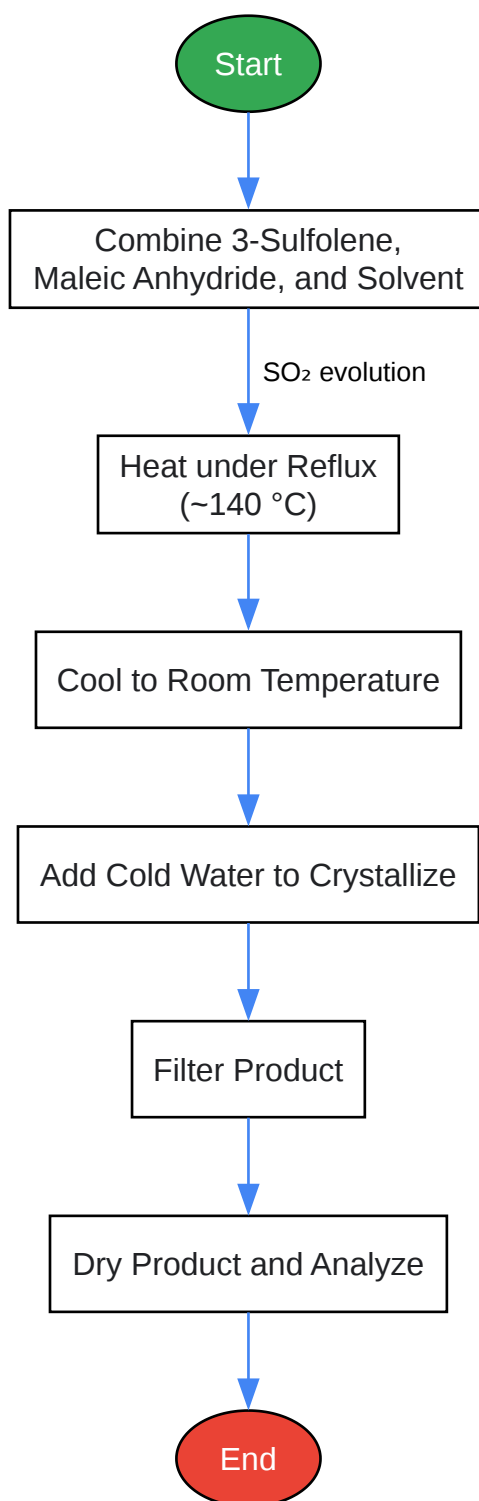 Start
Combine 3-Sulfolene,
Maleic Anhydride, and Solvent
SO₂ evolution
Heat under Reflux
(~140 °C)
Cool to Room Temperature
Add Cold Water to Crystallize
Filter Product
Dry Product and Analyze
End